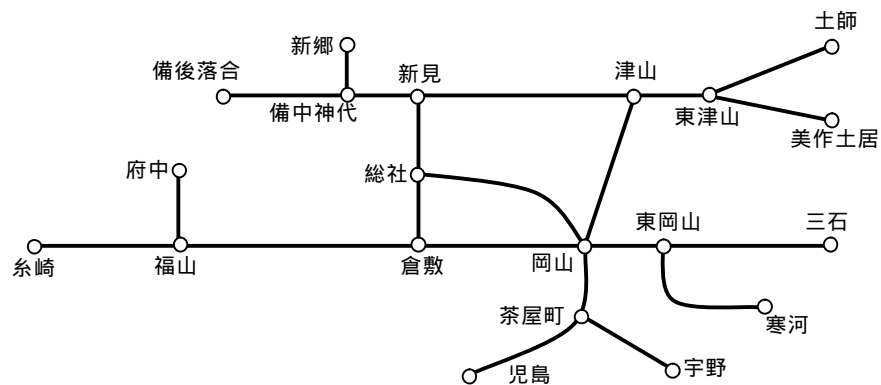 土師
新郷
備後落合
新見
津山
備中神代
東津山
美作土居
府中
総社
東岡山
三石
糸崎
福山
倉敷
岡山
茶屋町
寒河
児島
宇野